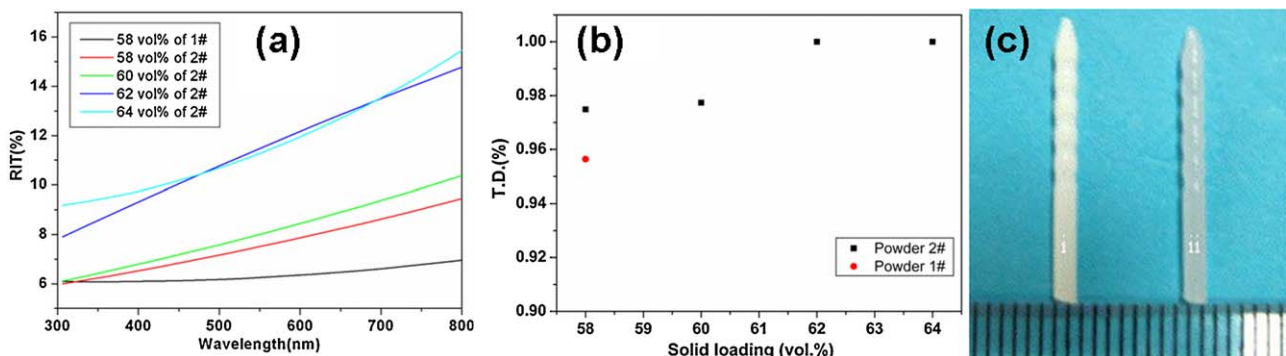 (a)
58 vol% of 1#
58 vol% of 2#
60 vol% of 2#
62 vol% of 2#
64 vol% of 2#
RIT(%)
16
14
12
10
8
6
300 400 500 600 700 800
Wavelength(nm)
(b)
T.D.(%)
1.00
0.98
0.96
0.94
0.92
0.90
Powder 2#
Powder 1#
58 59 60 61 62 63 64
Solid loading (vol.%)
(c)
1 11